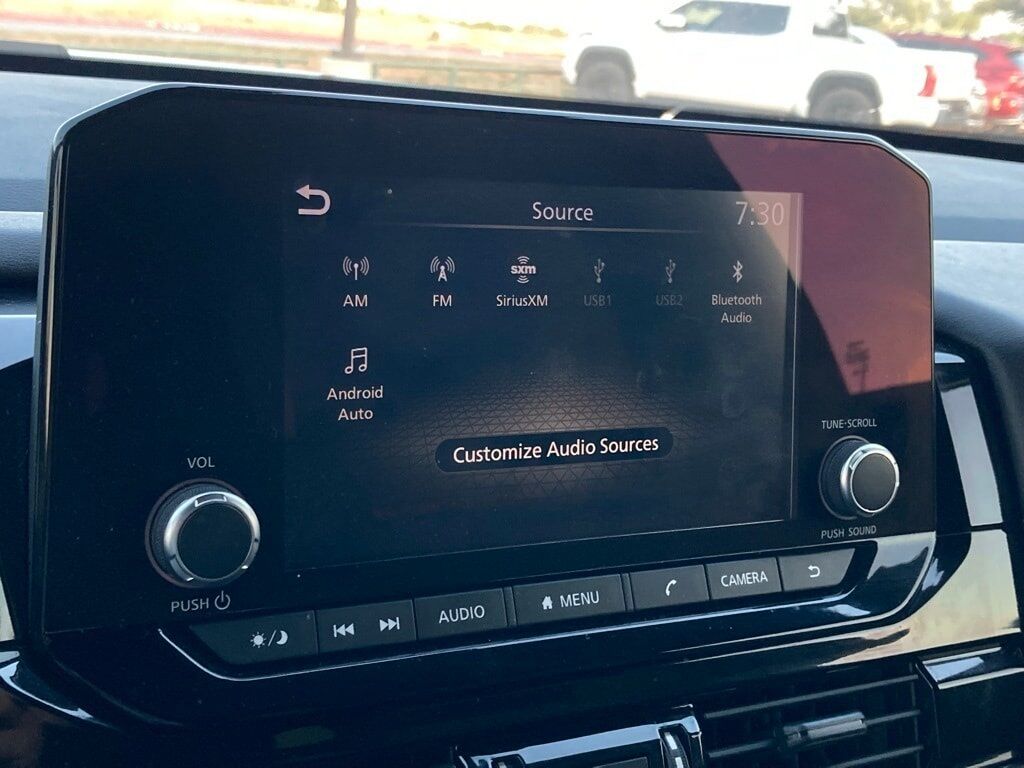 Source
7:30
AM
FM
sxm
SiriusXM
USB1
USB2
Bluetooth
Audio
Android
Auto
Customize Audio Sources
VOL
PUSH
TUNE·SCROLL
PUSH SOUND
AUDIO
MENU
CAMERA